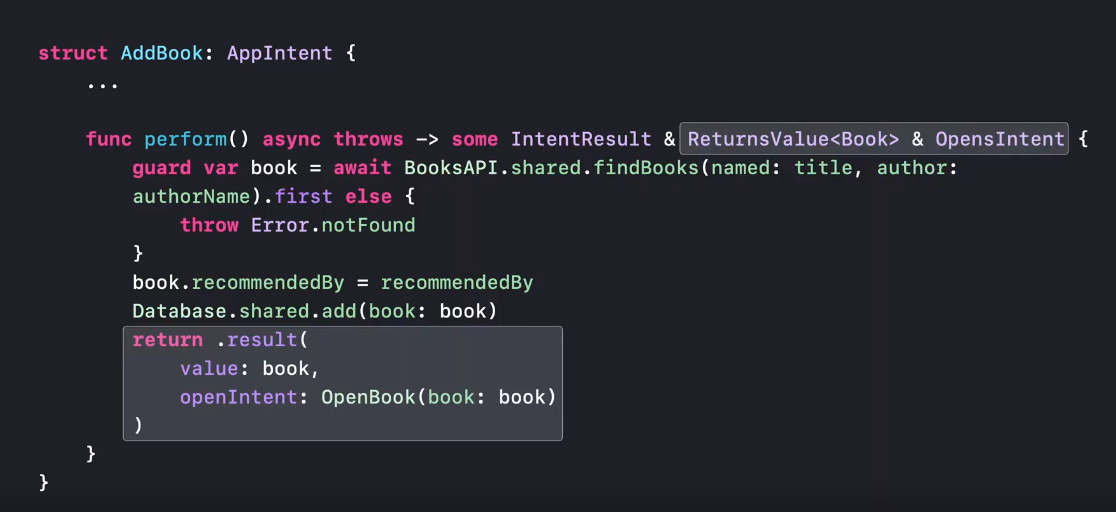 struct AddBook: AppIntent {
...
func perform() async throws -> some IntentResult & ReturnsValue<Book> & OpensIntent {
guard var book = await BooksAPI.shared.findBooks(named: title, author:
authorName).first else {
throw Error.notFound
}
book.recommendedBy = recommendedBy
Database.shared.add(book: book)
return .result(
value: book,
openIntent: OpenBook(book: book)
)
}
}